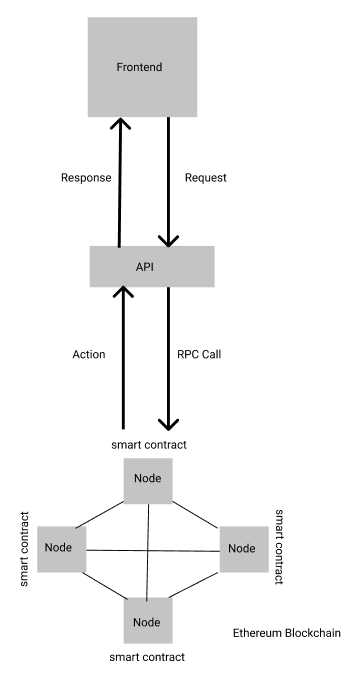 Frontend
Response
Request
API
Action
RPC Call
smart contract
Node
smart contract
Node
Node
smart contract
Node
Ethereum Blockchain
smart contract